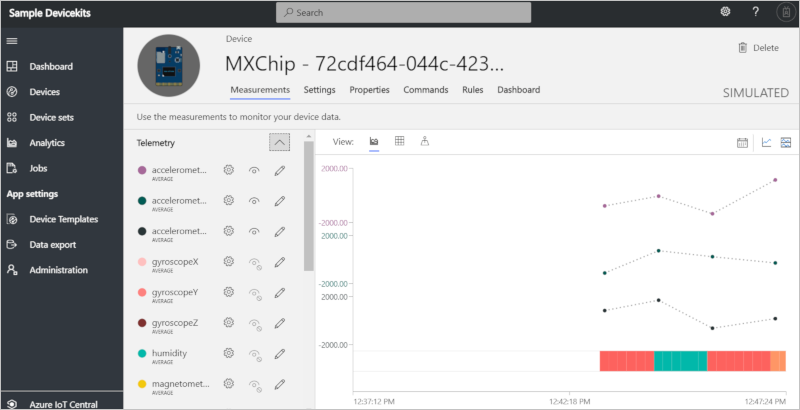 Sample Devicekits
Search
?
Dashboard
Devices
Device sets
Analytics
Jobs
App settings
Device Templates
Data export
Administration
Azure IoT Central
Device
MXChip - 72cdf464-044c-423...
Delete
Measurements Settings Properties Commands Rules Dashboard
SIMULATED
Use the measurements to monitor your device data.
Telemetry
acceleromet...
AVERAGE
acceleromet...
AVERAGE
acceleromet...
AVERAGE
gyroscopeX
AVERAGE
gyroscopeY
AVERAGE
gyroscopeZ
AVERAGE
humidity
AVERAGE
magnetomet...
AVERAGE
View:
2000.00
-2000.00
2000.00
-2000.00
2000.00
-2000.00
12:37:12 PM 12:42:18 PM 12:47:24 PM